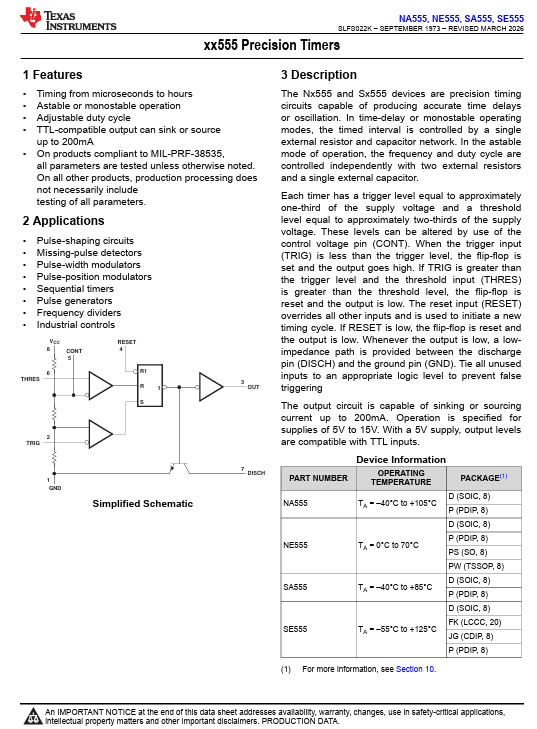 TEXAS
INSTRUMENTS
NA555, NE555, SA555, SE555
SLFS022K – SEPTEMBER 1973 – REVISED MARCH 2026
xx555 Precision Timers
1 Features
• Timing from microseconds to hours
• Astable or monostable operation
• Adjustable duty cycle
• TTL-compatible output can sink or source
up to 200mA
• On products compliant to MIL-PRF-38535,
all parameters are tested unless otherwise noted.
On all other products, production processing does
not necessarily include
testing of all parameters.
2 Applications
• Pulse-shaping circuits
• Missing-pulse detectors
• Pulse-width modulators
• Pulse-position modulators
• Sequential timers
• Pulse generators
• Frequency dividers
• Industrial controls
VCC
8
CONT
5
RESET
4
THRES
6
R1
R
1
S
3
OUT
2
TRIG
7
DISCH
1
GND
Simplified Schematic
3 Description
The Nx555 and Sx555 devices are precision timing
circuits capable of producing accurate time delays
or oscillation. In time-delay or monostable operating
modes, the timed interval is controlled by a single
external resistor and capacitor network. In the astable
mode of operation, the frequency and duty cycle are
controlled independently with two external resistors
and a single external capacitor.
Each timer has a trigger level equal to approximately
one-third of the supply voltage and a threshold
level equal to approximately two-thirds of the supply
voltage. These levels can be altered by use of the
control voltage pin (CONT). When the trigger input
(TRIG) is less than the trigger level, the flip-flop is
set and the output goes high. If TRIG is greater than
the trigger level and the threshold input (THRES)
is greater than the threshold level, the flip-flop is
reset and the output is low. The reset input (RESET)
overrides all other inputs and is used to initiate a new
timing cycle. If RESET is low, the flip-flop is reset and
the output is low. Whenever the output is low, a low-
impedance path is provided between the discharge
pin (DISCH) and the ground pin (GND). Tie all unused
inputs to an appropriate logic level to prevent false
triggering
The output circuit is capable of sinking or sourcing
current up to 200mA. Operation is specified for
supplies of 5V to 15V. With a 5V supply, output levels
are compatible with TTL inputs.
Device Information
PART NUMBER OPERATING TEMPERATURE PACKAGE(1)
NA555 TA = –40°C to +105°C D (SOIC, 8)
P (PDIP, 8)
NE555 TA = 0°C to 70°C D (SOIC, 8)
P (PDIP, 8)
PS (SO, 8)
PW (TSSOP, 8)
SA555 TA = –40°C to +85°C D (SOIC, 8)
P (PDIP, 8)
SE555 TA = –55°C to +125°C D (SOIC, 8)
FK (LCCC, 20)
JG (CDIP, 8)
P (PDIP, 8)
(1) For more information, see Section 10.
An IMPORTANT NOTICE at the end of this data sheet addresses availability, warranty, changes, use in safety-critical applications,
intellectual property matters and other important disclaimers. PRODUCTION DATA.